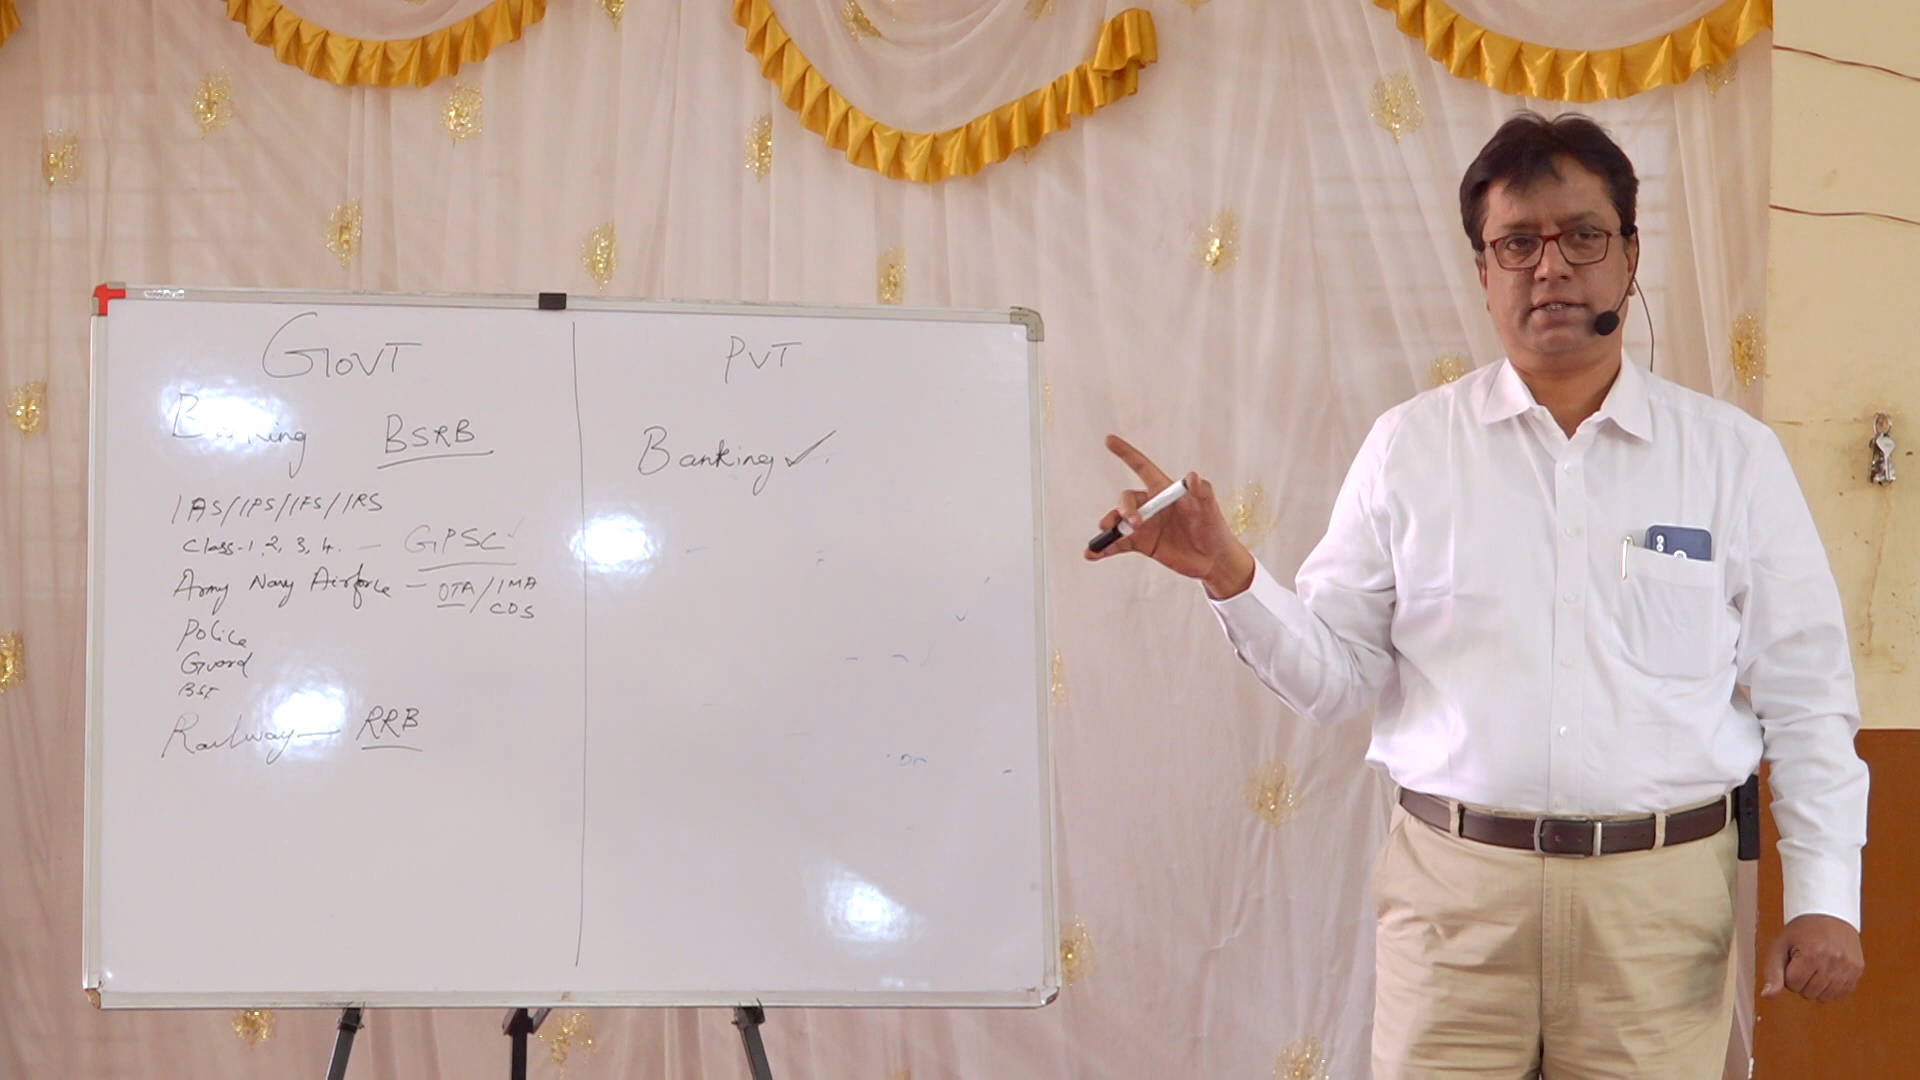 GOVT
Banking BSRB
IAS/IPS/IFS/IRS
Class-1, 2, 3, 4. — GPSC
Army Navy Airforce — OTA/IMA
CDS
Police
Guard
BSF
Railway — RRB
PVT
Banking ✓